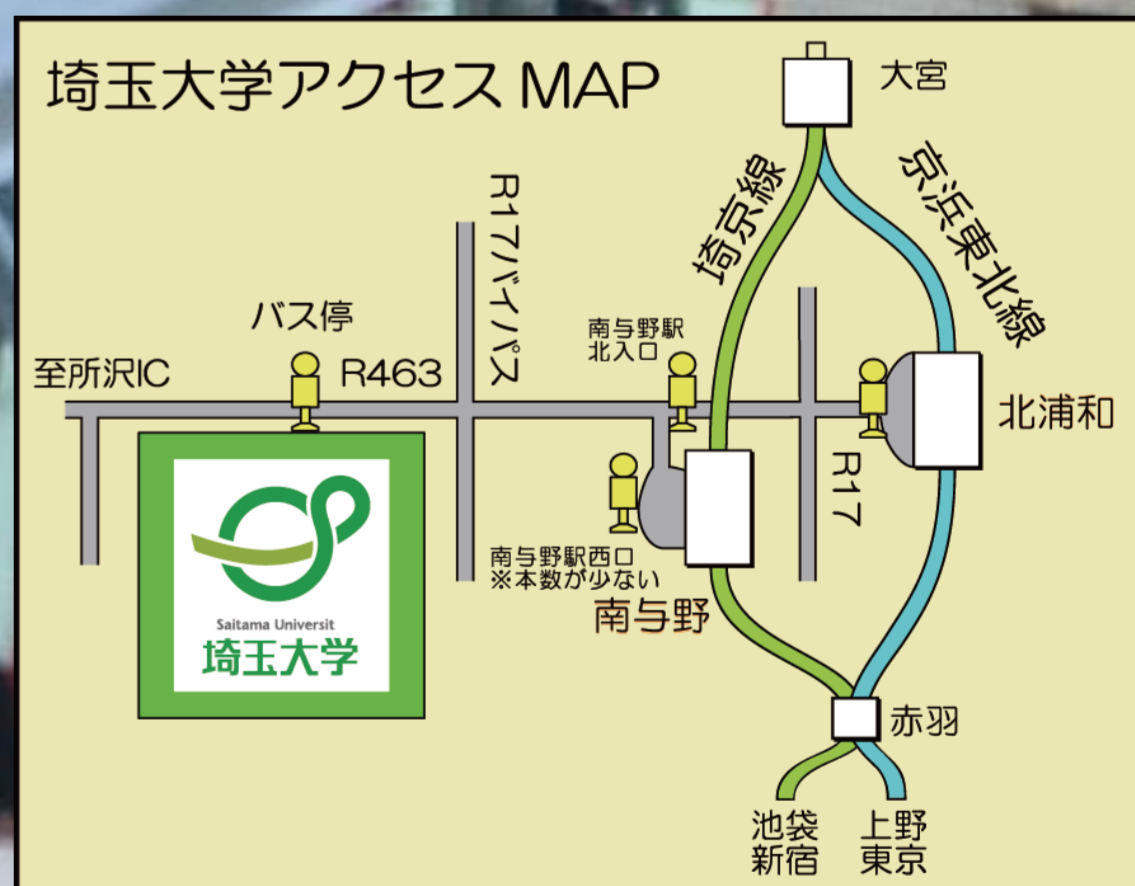 埼玉大学アクセス MAP
大宮
埼京線
京浜東北線
R17バイパス
バス停
南与野駅
北入口
至所沢IC
R463
北浦和
R17
南与野駅西口
※本数が少ない
南与野
Saitama Universit
埼玉大学
赤羽
池袋
新宿
上野
東京